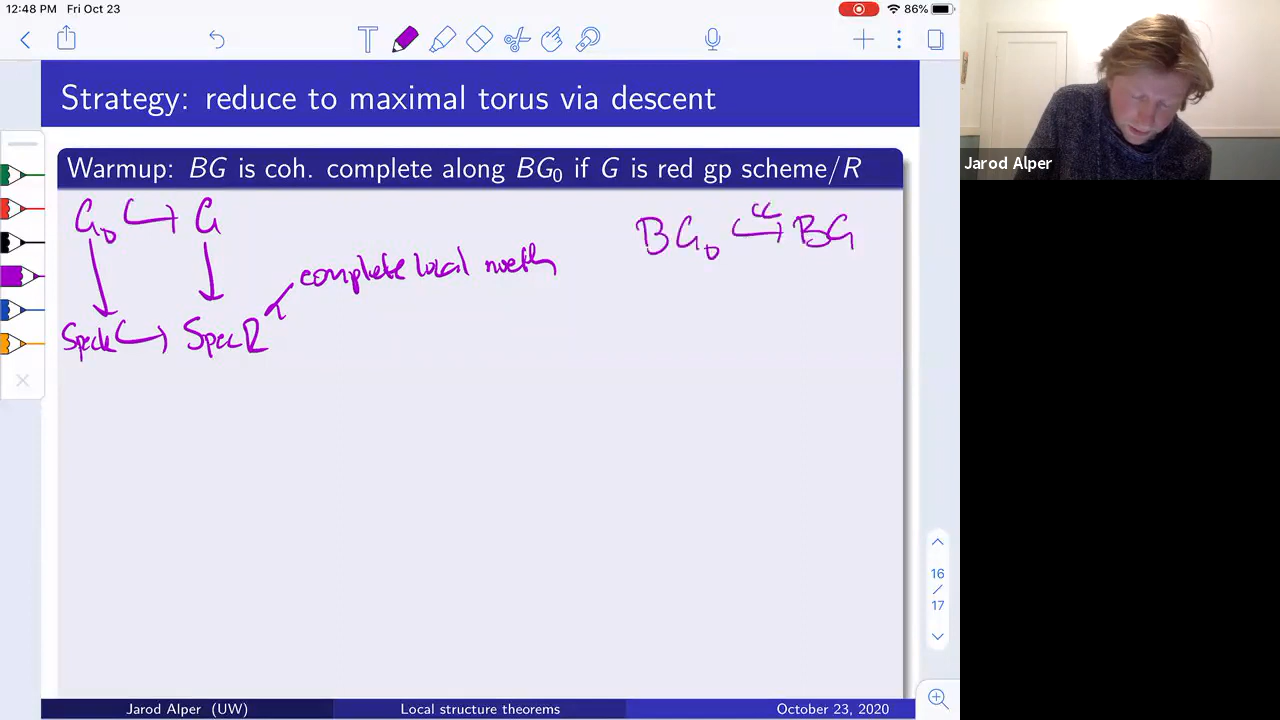 12:48 PM Fri Oct 23
86%
Strategy: reduce to maximal torus via descent
Warmup: BG is coh. complete along BG₀ if G is red gp scheme/R
G₀ ↪ G
BG₀ ↪ BG
cc
complete local noeth
Spec k ↪ Spec R
Jarod Alper
16
/
17
Jarod Alper (UW)
Local structure theorems
October 23, 2020